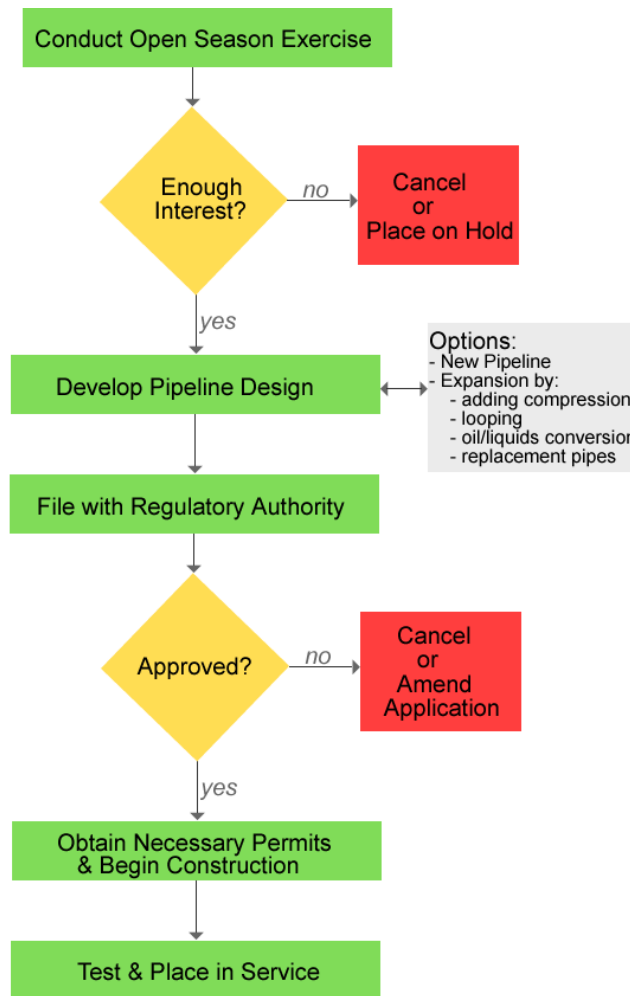 Conduct Open Season Exercise
Enough
Interest?
no
Cancel
or
Place on Hold
yes
Develop Pipeline Design
Options:
- New Pipeline
- Expansion by:
- adding compression
- looping
- oil/liquids conversion
- replacement pipes
File with Regulatory Authority
Approved?
no
Cancel
or
Amend
Application
yes
Obtain Necessary Permits
& Begin Construction
Test & Place in Service